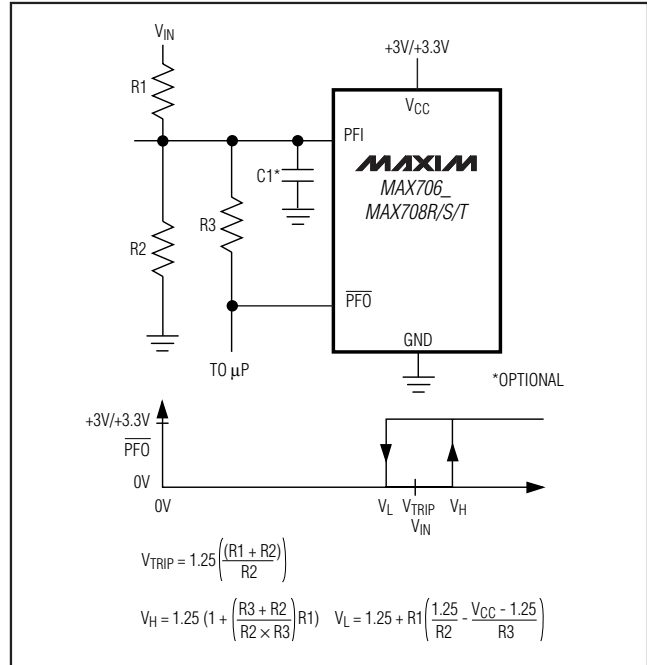 V_IN
+3V/+3.3V
R1
V_CC
PFI
MAXIM
C1*
MAX706_
MAX708R/S/T
R2
R3
P̅F̅O̅
GND
TO μP
*OPTIONAL
+3V/+3.3V
P̅F̅O̅
0V
0V
V_L V_TRIP V_H
V_IN
V_TRIP = 1.25((R1 + R2)/R2)
V_H = 1.25 (1 + ((R3 + R2)/(R2 × R3))R1) V_L = 1.25 + R1(1.25/R2 - (V_CC - 1.25)/R3)